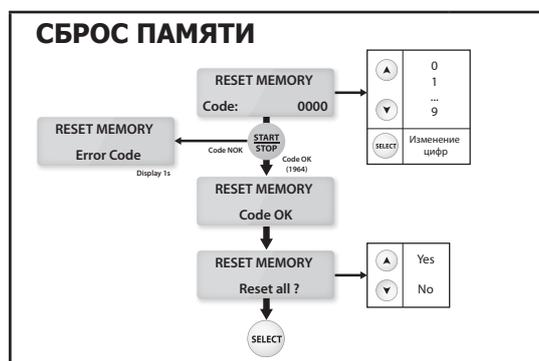 СБРОС ПАМЯТИ
RESET MEMORY
Code: 0000
0
1
...
9
SELECT
Изменение
цифр
START
STOP
Code NOK
RESET MEMORY
Error Code
Display 1s
Code OK
(1964)
RESET MEMORY
Code OK
RESET MEMORY
Reset all ?
Yes
No
SELECT